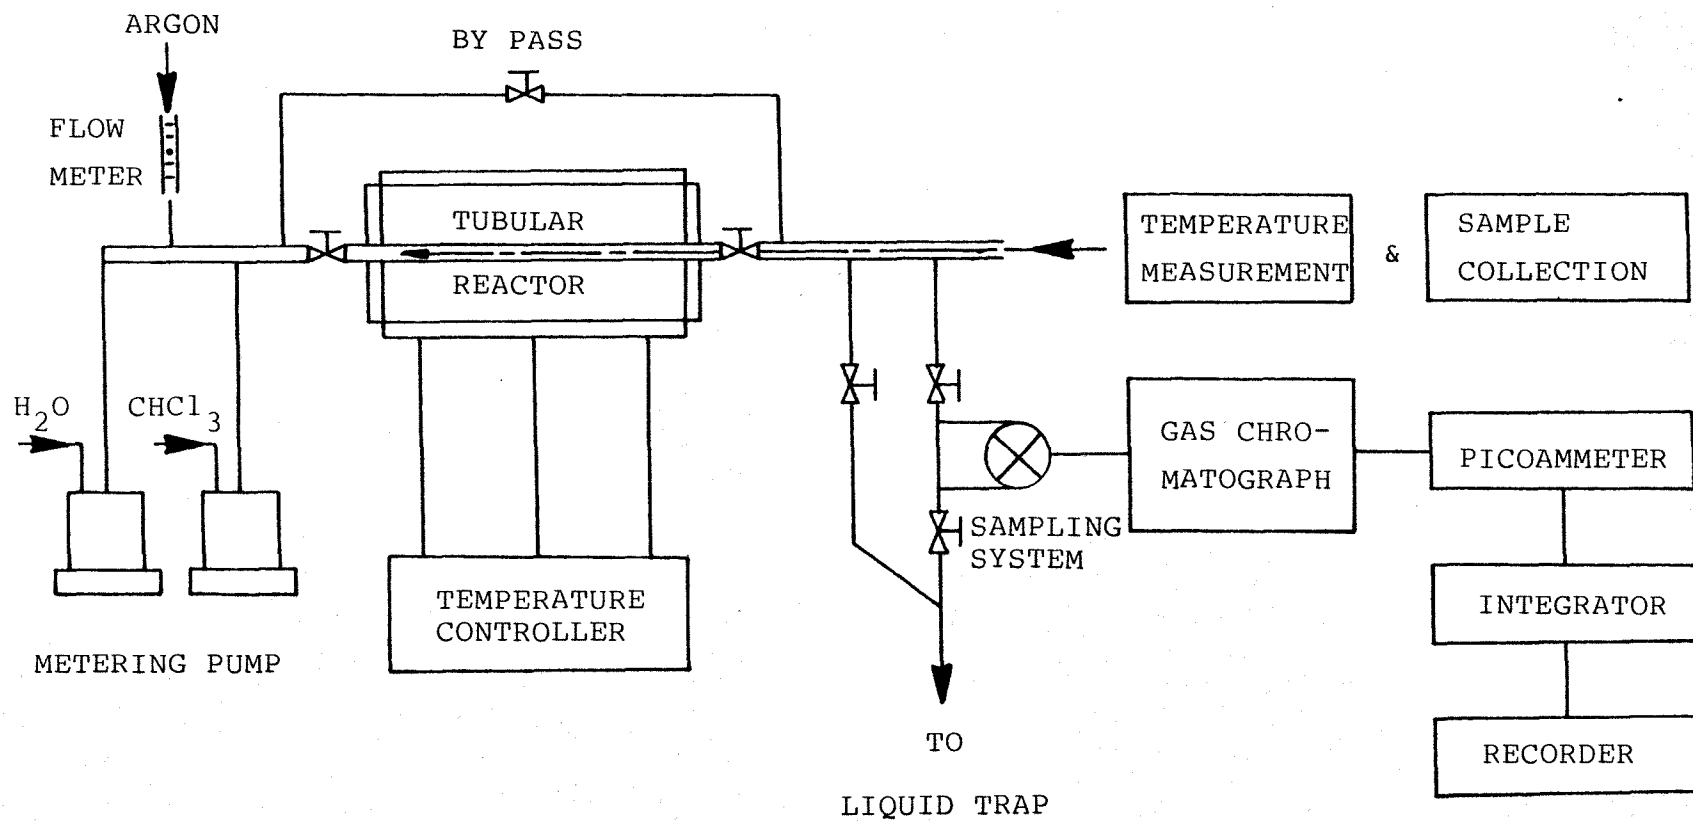 ARGON
BY PASS
FLOW
METER
TUBULAR
REACTOR
TEMPERATURE
MEASUREMENT
&
SAMPLE
COLLECTION
H2O
CHCl3
GAS CHRO-
MATOGRAPH
PICOAMMETER
SAMPLING
SYSTEM
TEMPERATURE
CONTROLLER
INTEGRATOR
METERING PUMP
RECORDER
TO
LIQUID TRAP